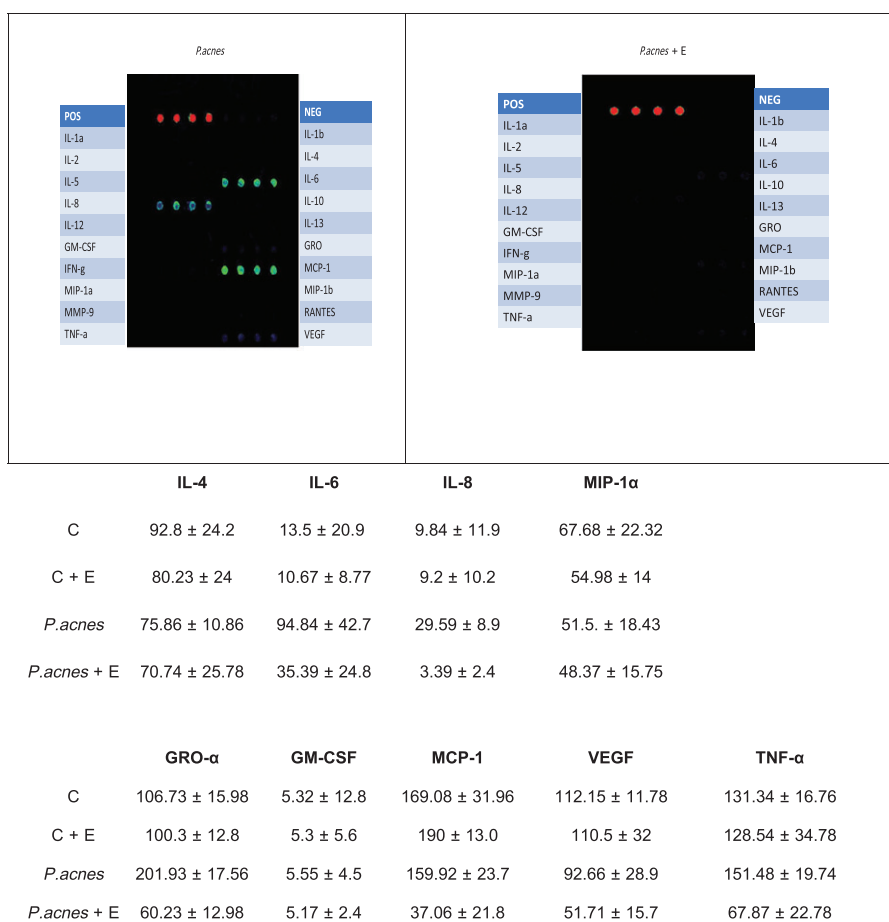 P.acnes
POS
IL-1a
IL-2
IL-5
IL-8
IL-12
GM-CSF
IFN-g
MIP-1a
MMP-9
TNF-a
NEG
IL-1b
IL-4
IL-6
IL-10
IL-13
GRO
MCP-1
MIP-1b
RANTES
VEGF
P.acnes + E
POS
IL-1a
IL-2
IL-5
IL-8
IL-12
GM-CSF
IFN-g
MIP-1a
MMP-9
TNF-a
NEG
IL-1b
IL-4
IL-6
IL-10
IL-13
GRO
MCP-1
MIP-1b
RANTES
VEGF
IL-4 IL-6 IL-8 MIP-1α
C 92.8 ± 24.2 13.5 ± 20.9 9.84 ± 11.9 67.68 ± 22.32
C + E 80.23 ± 24 10.67 ± 8.77 9.2 ± 10.2 54.98 ± 14
P.acnes 75.86 ± 10.86 94.84 ± 42.7 29.59 ± 8.9 51.5. ± 18.43
P.acnes + E 70.74 ± 25.78 35.39 ± 24.8 3.39 ± 2.4 48.37 ± 15.75
GRO-α GM-CSF MCP-1 VEGF TNF-α
C 106.73 ± 15.98 5.32 ± 12.8 169.08 ± 31.96 112.15 ± 11.78 131.34 ± 16.76
C + E 100.3 ± 12.8 5.3 ± 5.6 190 ± 13.0 110.5 ± 32 128.54 ± 34.78
P.acnes 201.93 ± 17.56 5.55 ± 4.5 159.92 ± 23.7 92.66 ± 28.9 151.48 ± 19.74
P.acnes + E 60.23 ± 12.98 5.17 ± 2.4 37.06 ± 21.8 51.71 ± 15.7 67.87 ± 22.78